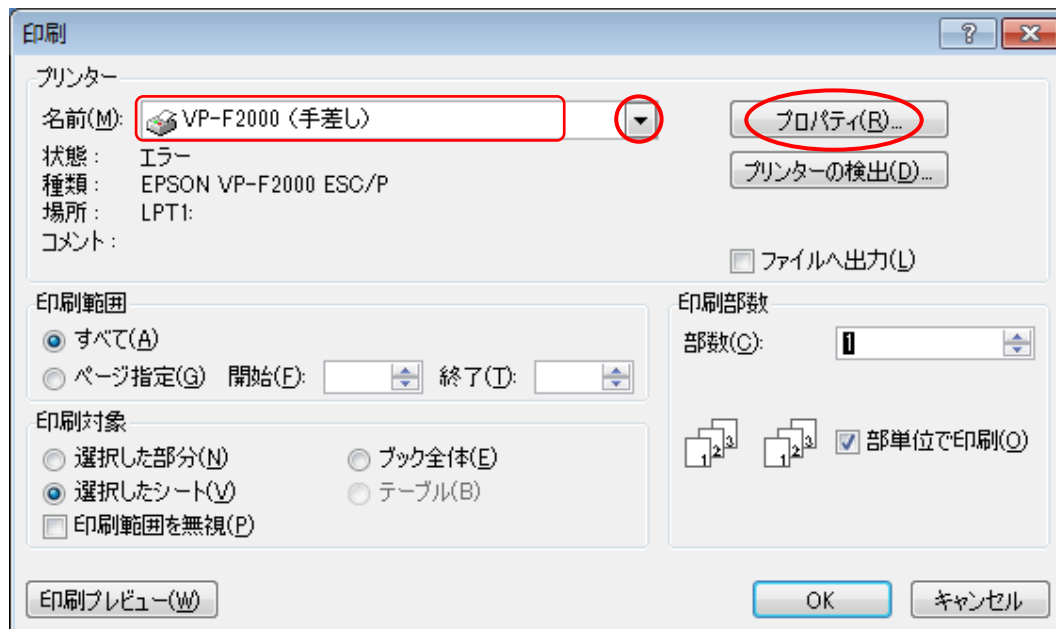 印刷
プリンター
名前(M): VP-F2000 (手差し)
プロパティ(R)...
状態： エラー
種類： EPSON VP-F2000 ESC/P
プリンターの検出(D)...
場所： LPT1:
コメント：
ファイルへ出力(L)
印刷範囲
すべて(A)
ページ指定(G) 開始(F): 終了(T):
印刷部数
部数(C): 1
印刷対象
選択した部分(N) ブック全体(E)
選択したシート(V) テーブル(B)
印刷範囲を無視(P)
1 2 3 1 2 3 部単位で印刷(O)
印刷プレビュー(W) OK キャンセル